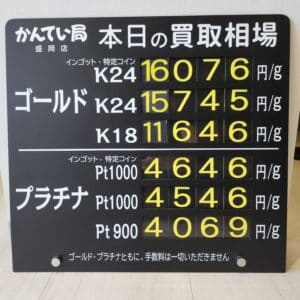 かんてい局 盛岡店 本日の買取相場
インゴット・特定コイン
K24 16076 円/g
ゴールド K24 15745 円/g
K18 11646 円/g
インゴット・特定コイン
Pt1000 4646 円/g
プラチナ Pt1000 4546 円/g
Pt900 4069 円/g
ゴールド・プラチナともに、手数料は一切いただきません